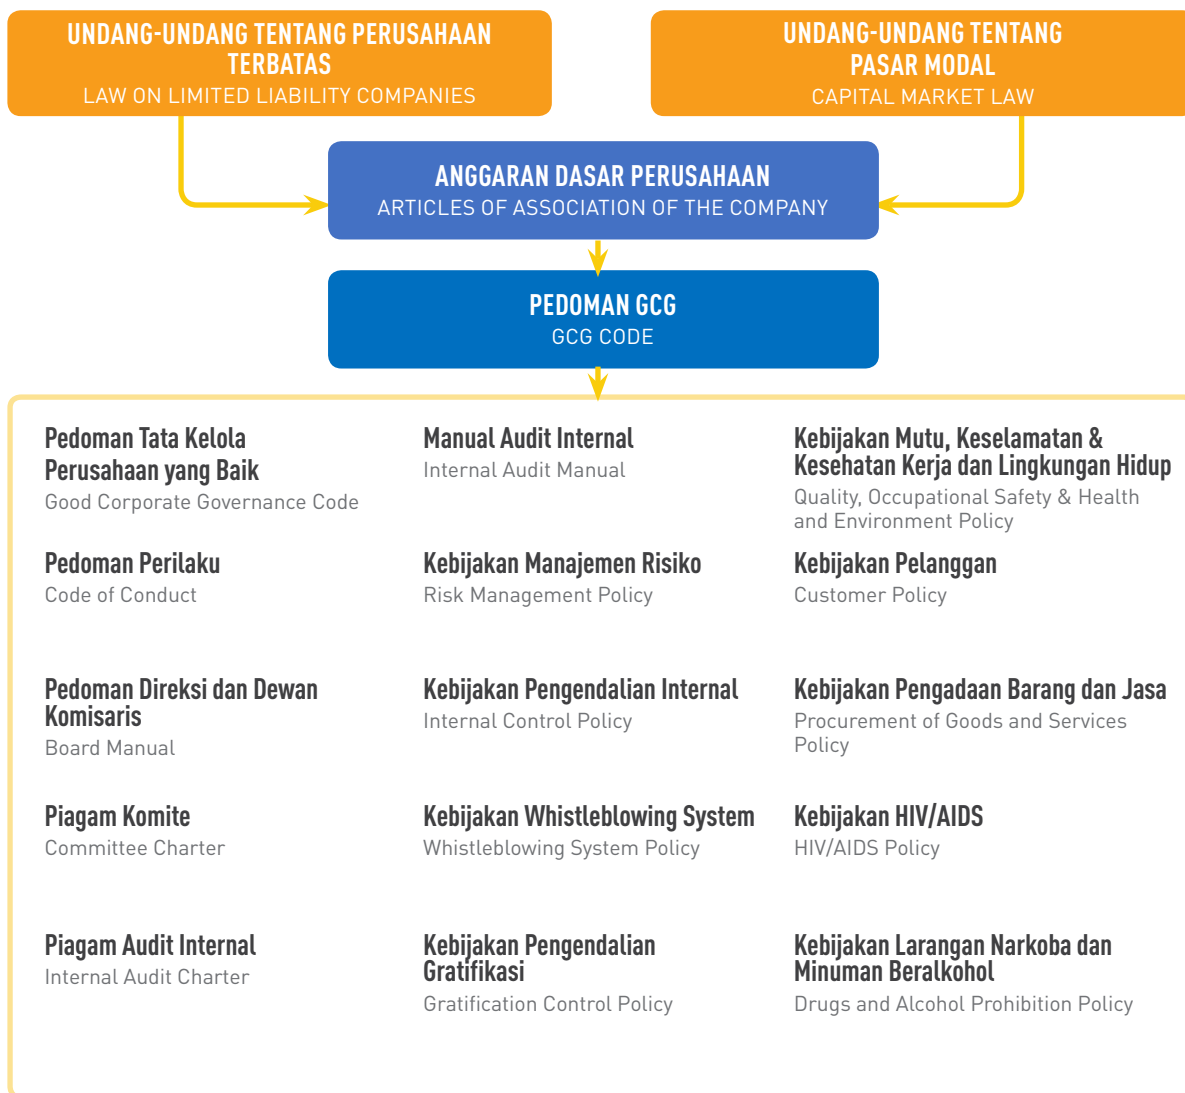 UNDANG-UNDANG TENTANG PERUSAHAAN
TERBATAS
LAW ON LIMITED LIABILITY COMPANIES
UNDANG-UNDANG TENTANG
PASAR MODAL
CAPITAL MARKET LAW
ANGGARAN DASAR PERUSAHAAN
ARTICLES OF ASSOCIATION OF THE COMPANY
PEDOMAN GCG
GCG CODE
Pedoman Tata Kelola
Perusahaan yang Baik
Good Corporate Governance Code
Manual Audit Internal
Internal Audit Manual
Kebijakan Mutu, Keselamatan &
Kesehatan Kerja dan Lingkungan Hidup
Quality, Occupational Safety & Health
and Environment Policy
Pedoman Perilaku
Code of Conduct
Kebijakan Manajemen Risiko
Risk Management Policy
Kebijakan Pelanggan
Customer Policy
Pedoman Direksi dan Dewan
Komisaris
Board Manual
Kebijakan Pengendalian Internal
Internal Control Policy
Kebijakan Pengadaan Barang dan Jasa
Procurement of Goods and Services
Policy
Piagam Komite
Committee Charter
Kebijakan Whistleblowing System
Whistleblowing System Policy
Kebijakan HIV/AIDS
HIV/AIDS Policy
Piagam Audit Internal
Internal Audit Charter
Kebijakan Pengendalian
Gratifikasi
Gratification Control Policy
Kebijakan Larangan Narkoba dan
Minuman Beralkohol
Drugs and Alcohol Prohibition Policy